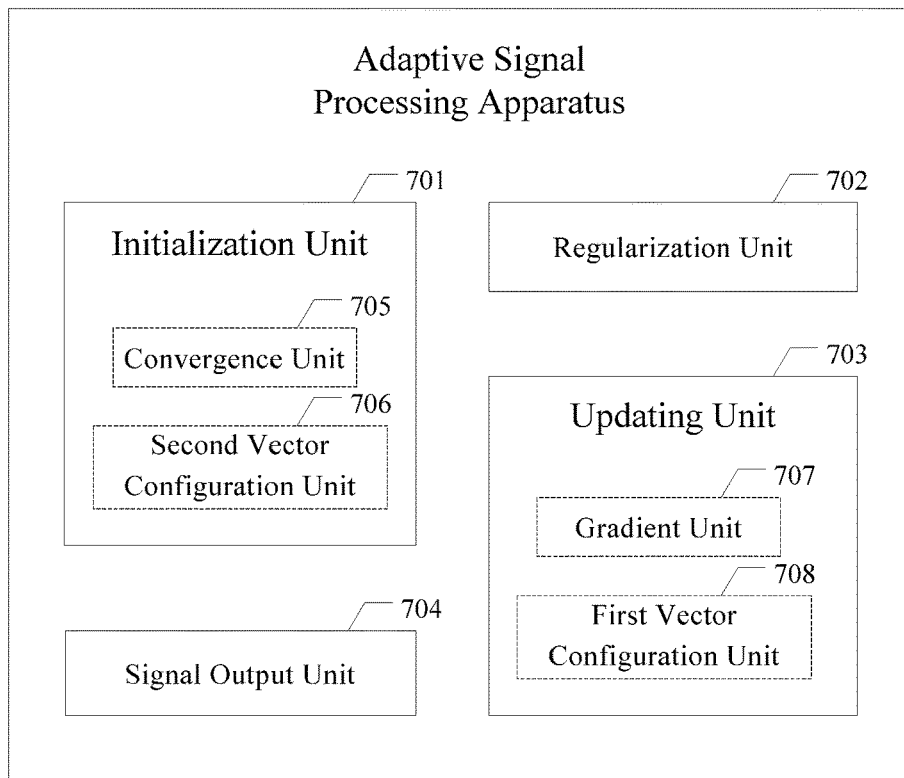 Adaptive Signal
Processing Apparatus
701
Initialization Unit
705
Convergence Unit
706
Second Vector
Configuration Unit
702
Regularization Unit
703
Updating Unit
707
Gradient Unit
708
First Vector
Configuration Unit
704
Signal Output Unit